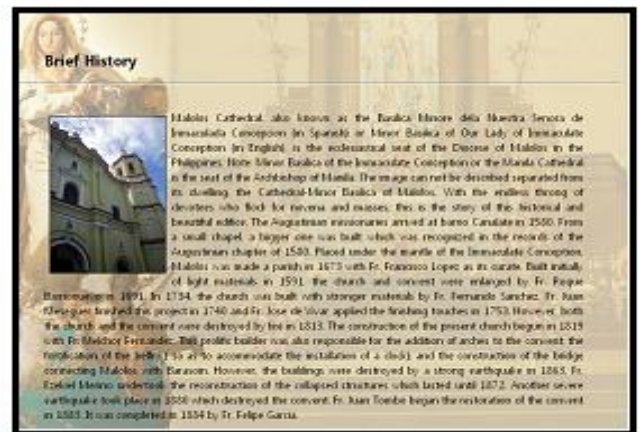 Brief History
Malolos Cathedral, also known as the Basilica Minore dela Nuestra Senora de
Inmaculada Concepcion (in Spanish) or Minor Basilica of Our Lady of Immaculate
Conception (in English), is the ecclesiastical seat of the Diocese of Malolos in the
Philippines. Note: Minor Basilica of the Immaculate Conception or the Manila Cathedral
is the seat of the Archbishop of Manila. The image can not be described separated from
its dwelling, the Cathedral-Minor Basilica of Malolos. With the endless throng of
devotees who flock for novena and masses, this is the story of this historical and
beautiful edifice. The Augustinian missionaries arrived at barrio Canalate in 1580. From
a small chapel, a bigger one was built which was recognized in the records of the
Augustinian chapter of 1580. Placed under the mantle of the Immaculate Conception,
Malolos was made a parish in 1673 with Fr. Francisco Lopez as its curate. Built initially
of light materials in 1591, the church and convent were enlarged by Fr. Roque
in 1691. In 1734, the church was built with stronger materials by Fr. Fernando Sanchez. Fr. Juan
Meseguer finished this project in 1740 and Fr. Jose de Vivar applied the finishing touches in 1753. However, both
the church and the convent were destroyed by fire in 1813. The construction of the present church begun in 1819
with Fr. Melchor Fernandez. This prolific builder was also responsible for the addition of arches to the convent, the
fortification of the so as to accommodate the installation of a clock), and the construction of the bridge
connecting Malolos with Barasoin. However, the buildings were destroyed by a strong earthquake in 1863. Fr.
Ezekiel Merino undertook the reconstruction of the collapsed structures which lasted until 1872. Another severe
earthquake took place in 1880 which destroyed the convent. Fr. Juan Tombo began the restoration of the convent
in 1883. It was completed in 1884 by Fr. Felipe Garcia.